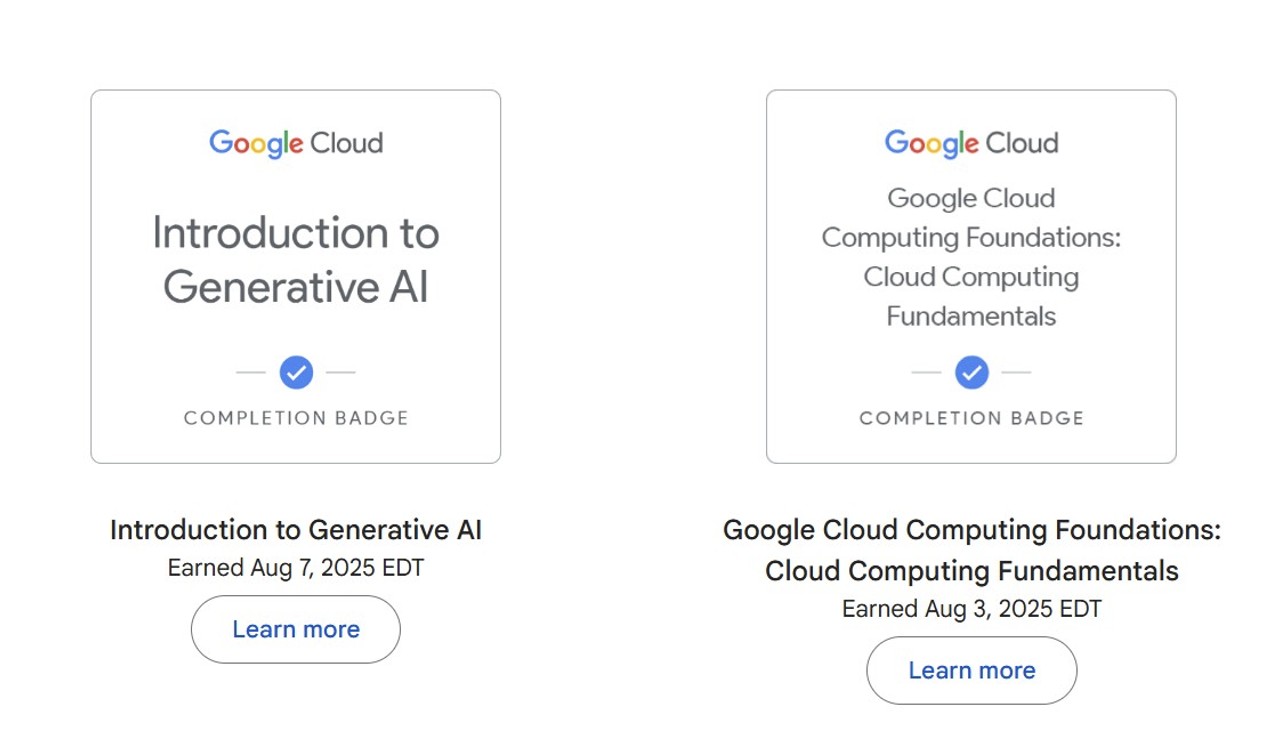 Google Cloud
Introduction to
Generative AI
COMPLETION BADGE
Introduction to Generative AI
Earned Aug 7, 2025 EDT
Learn more
Google Cloud
Google Cloud
Computing Foundations:
Cloud Computing
Fundamentals
COMPLETION BADGE
Google Cloud Computing Foundations:
Cloud Computing Fundamentals
Earned Aug 3, 2025 EDT
Learn more